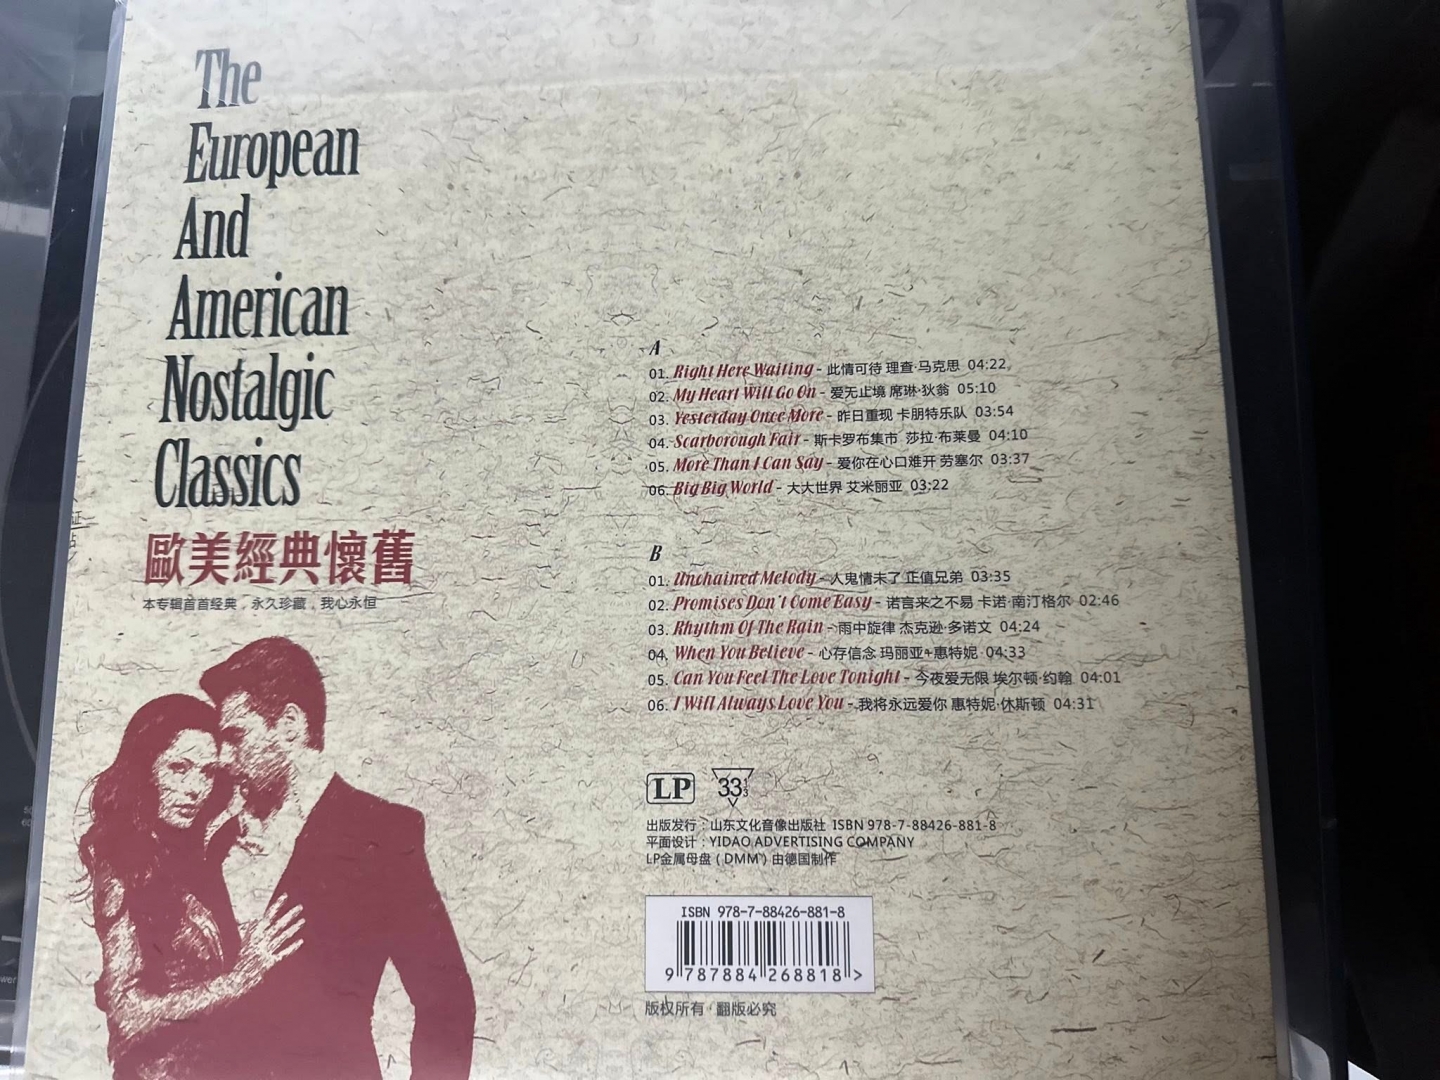 The
European
And
American
Nostalgic
Classics
歐美經典懷舊
本专辑首首经典，永久珍藏，我心永恒
A
01. Right Here Waiting - 此情可待 理查·马克思 04:22
02. My Heart Will Go On - 爱无止境 席琳·狄翁 05:10
03. Yesterday Once More - 昨日重现 卡朋特乐队 03:54
04. Scarborough Fair - 斯卡罗布集市 莎拉·布莱曼 04:10
05. More Than I Can Say - 爱你在心口难开 劳塞尔 03:37
06. Big Big World - 大大世界 艾米丽亚 03:22
B
01. Unchained Melody - 人鬼情未了 正值兄弟 03:35
02. Promises Don't Come Easy - 诺言来之不易 卡诺·南汀格尔 02:46
03. Rhythm Of The Rain - 雨中旋律 杰克逊·多诺文 04:24
04. When You Believe - 心存信念 玛丽亚+惠特妮 04:33
05. Can You Feel The Love Tonight - 今夜爱无限 埃尔顿·约翰 04:01
06. I Will Always Love You - 我将永远爱你 惠特妮·休斯顿 04:31
LP 33 1/3
出版发行：山东文化音像出版社 ISBN 978-7-88426-881-8
平面设计：YIDAO ADVERTISING COMPANY
LP金属母盘（DMM）由德国制作
ISBN 978-7-88426-881-8
9 787884 268818 >
版权所有 翻版必究